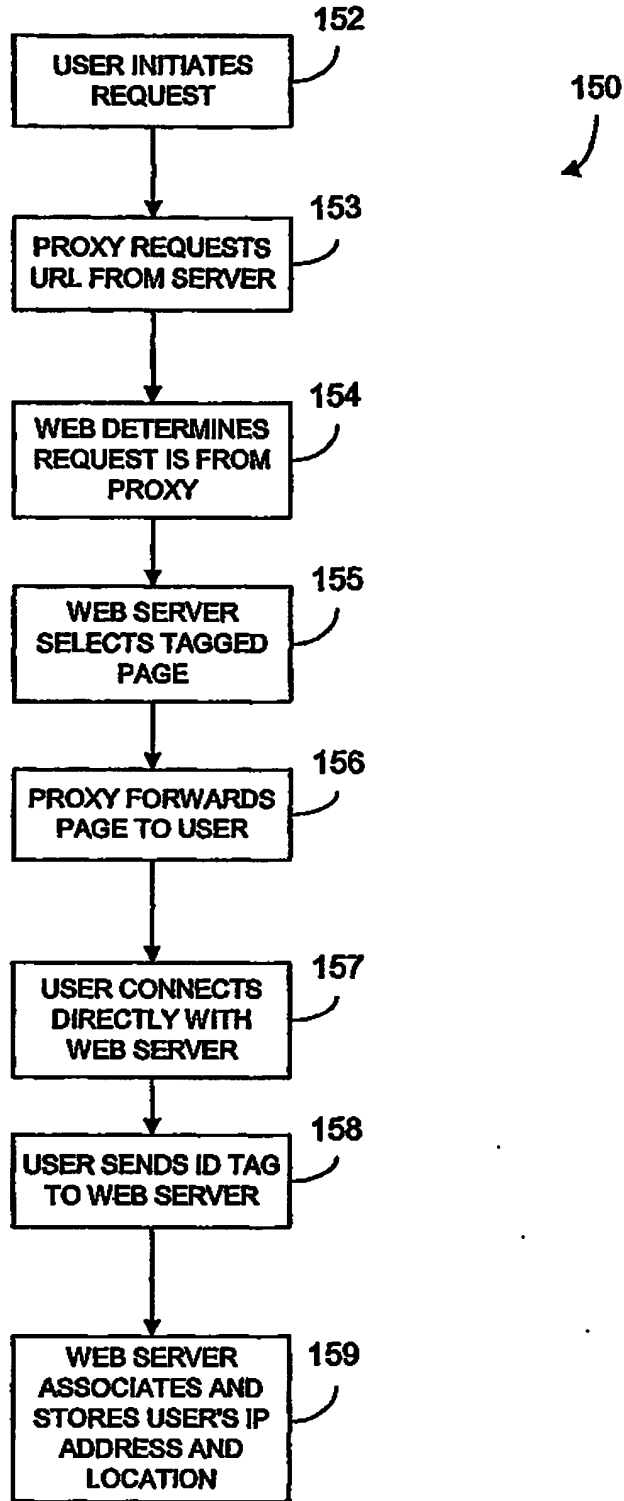 152
USER INITIATES
REQUEST
150
153
PROXY REQUESTS
URL FROM SERVER
154
WEB DETERMINES
REQUEST IS FROM
PROXY
155
WEB SERVER
SELECTS TAGGED
PAGE
156
PROXY FORWARDS
PAGE TO USER
157
USER CONNECTS
DIRECTLY WITH
WEB SERVER
158
USER SENDS ID TAG
TO WEB SERVER
159
WEB SERVER
ASSOCIATES AND
STORES USER'S IP
ADDRESS AND
LOCATION